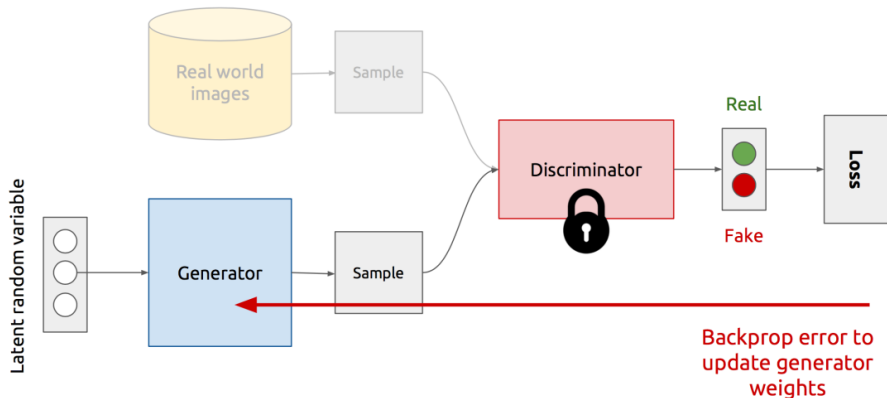 Real world
images
Sample
Real
Discriminator
Loss
Fake
Latent random variable
Generator
Sample
Backprop error to
update generator
weights